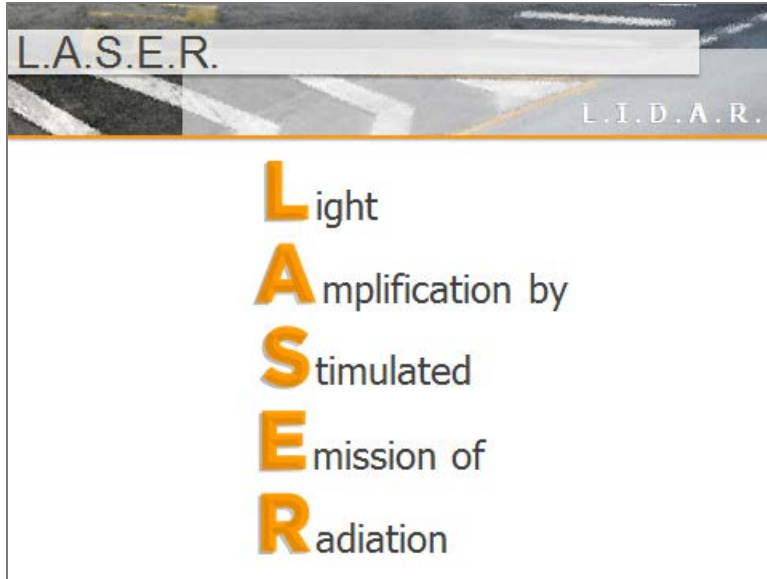 L.A.S.E.R.
L.I.D.A.R.
Light
Amplification by
Stimulated
Emission of
Radiation